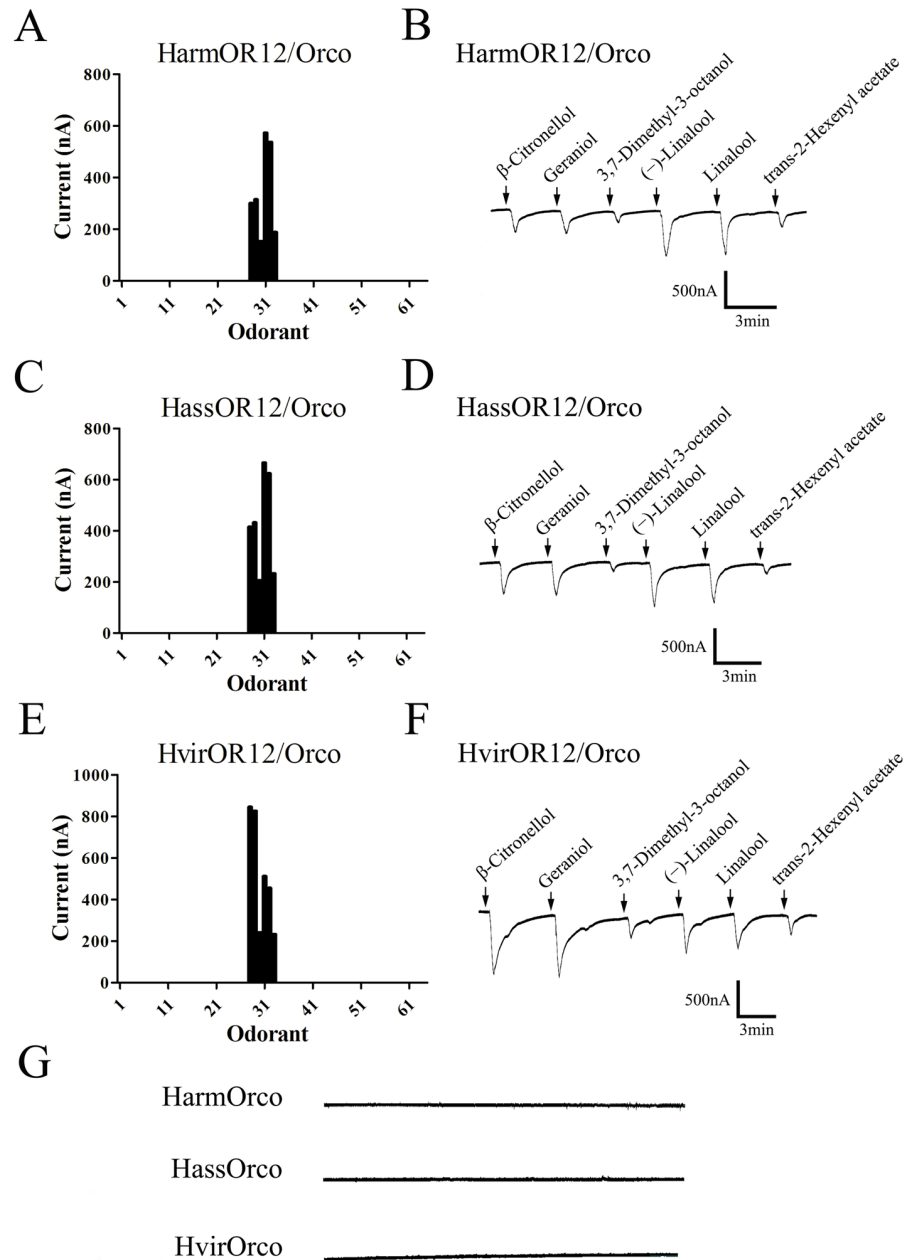 A
HarmOR12/Orco
Current (nA)
800
600
400
200
0
1
11
21
31
41
51
61
Odorant
B
HarmOR12/Orco
β-Citronellol
Geraniol
3,7-Dimethyl-3-octanol
(−)-Linalool
Linalool
trans-2-Hexenyl acetate
500nA
3min
C
HassOR12/Orco
Current (nA)
800
600
400
200
0
1
11
21
31
41
51
61
Odorant
D
HassOR12/Orco
β-Citronellol
Geraniol
3,7-Dimethyl-3-octanol
(−)-Linalool
Linalool
trans-2-Hexenyl acetate
500nA
3min
E
HvirOR12/Orco
Current (nA)
1000
800
600
400
200
0
1
11
21
31
41
51
61
Odorant
F
HvirOR12/Orco
β-Citronellol
Geraniol
3,7-Dimethyl-3-octanol
(−)-Linalool
Linalool
trans-2-Hexenyl acetate
500nA
3min
G
HarmOrco
HassOrco
HvirOrco